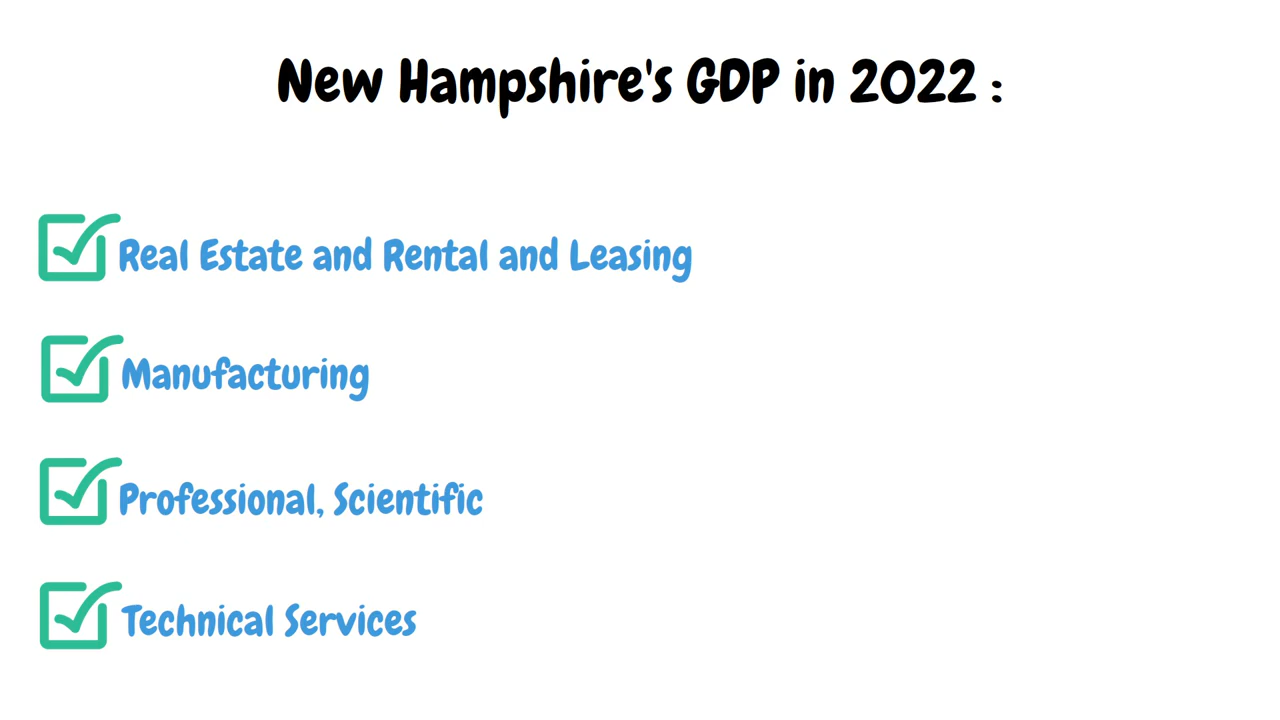 New Hampshire's GDP in 2022 :
Real Estate and Rental and Leasing
Manufacturing
Professional, Scientific
Technical Services